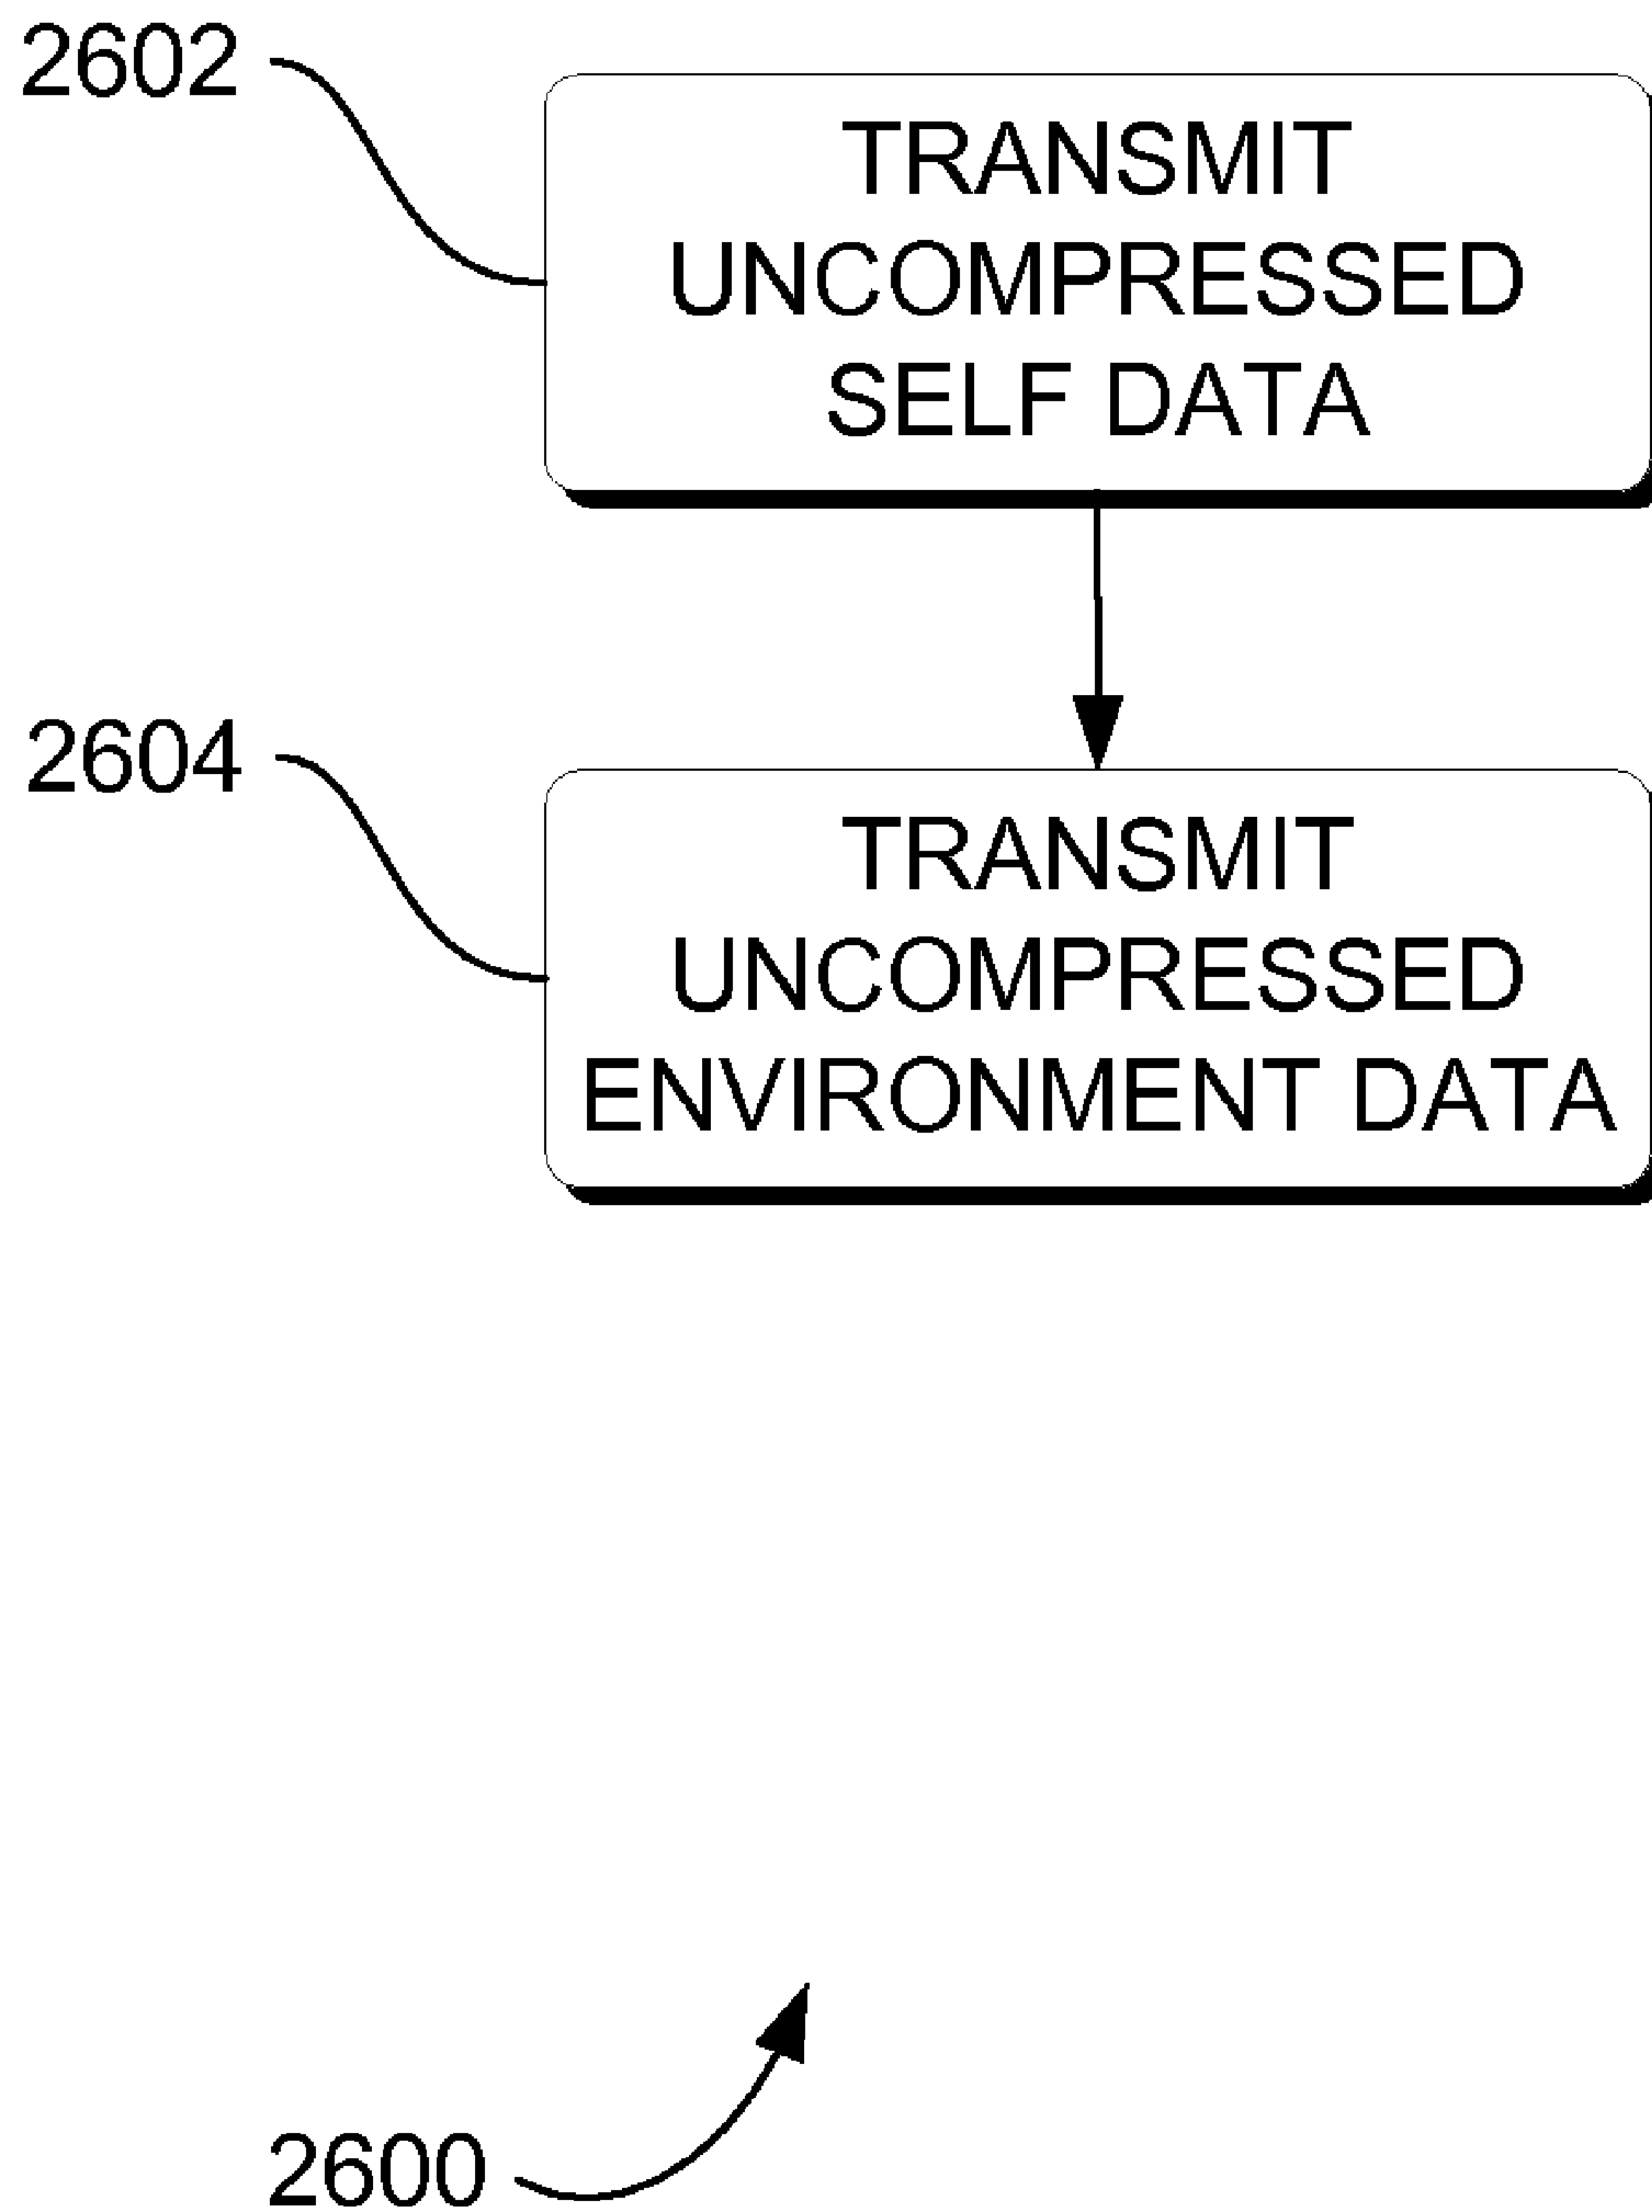 2602
TRANSMIT
UNCOMPRESSED
SELF DATA
2604
TRANSMIT
UNCOMPRESSED
ENVIRONMENT DATA
2600